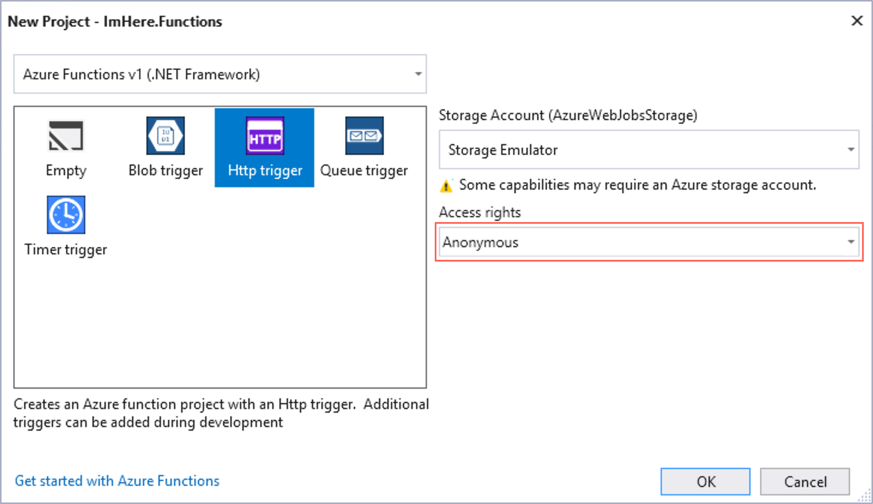 New Project - ImHere.Functions
Azure Functions v1 (.NET Framework)
Empty
Blob trigger
HTTP
Http trigger
Queue trigger
Timer trigger
Storage Account (AzureWebJobsStorage)
Storage Emulator
Some capabilities may require an Azure storage account.
Access rights
Anonymous
Creates an Azure function project with an Http trigger.  Additional
triggers can be added during development
Get started with Azure Functions
OK
Cancel